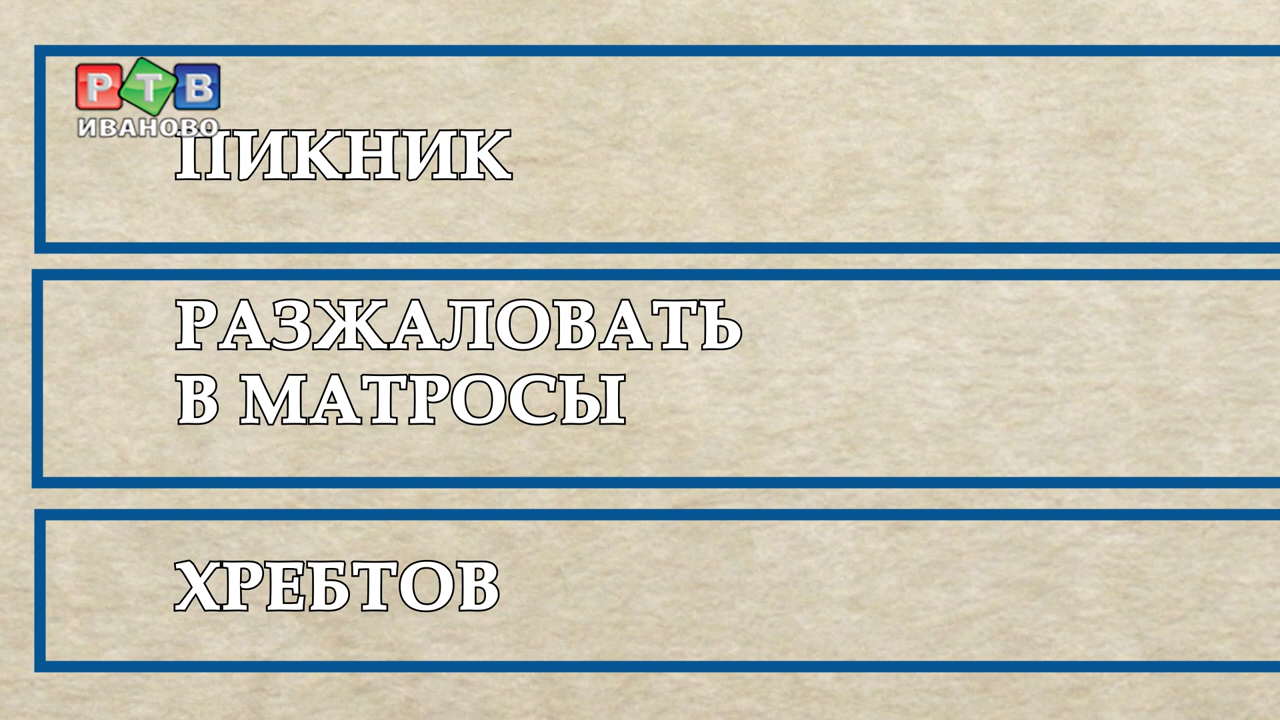 РТВ
ИВАНОВО
ПИКНИК
РАЗЖАЛОВАТЬ
В МАТРОСЫ
ХРЕБТОВ